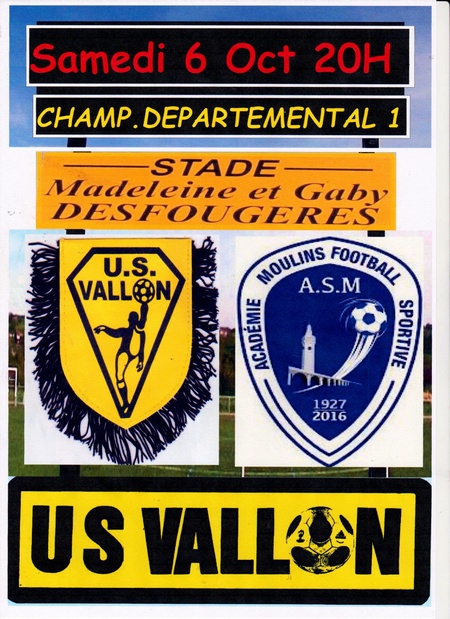 Samedi 6 Oct 20H
CHAMP.DEPARTEMENTAL 1
STADE
Madeleine et Gaby
DESFOUGERES
U.S.
VALLON
ACADÉMIE MOULINS FOOTBALL SPORTIVE
A.S.M
1927
2016
US VALLON